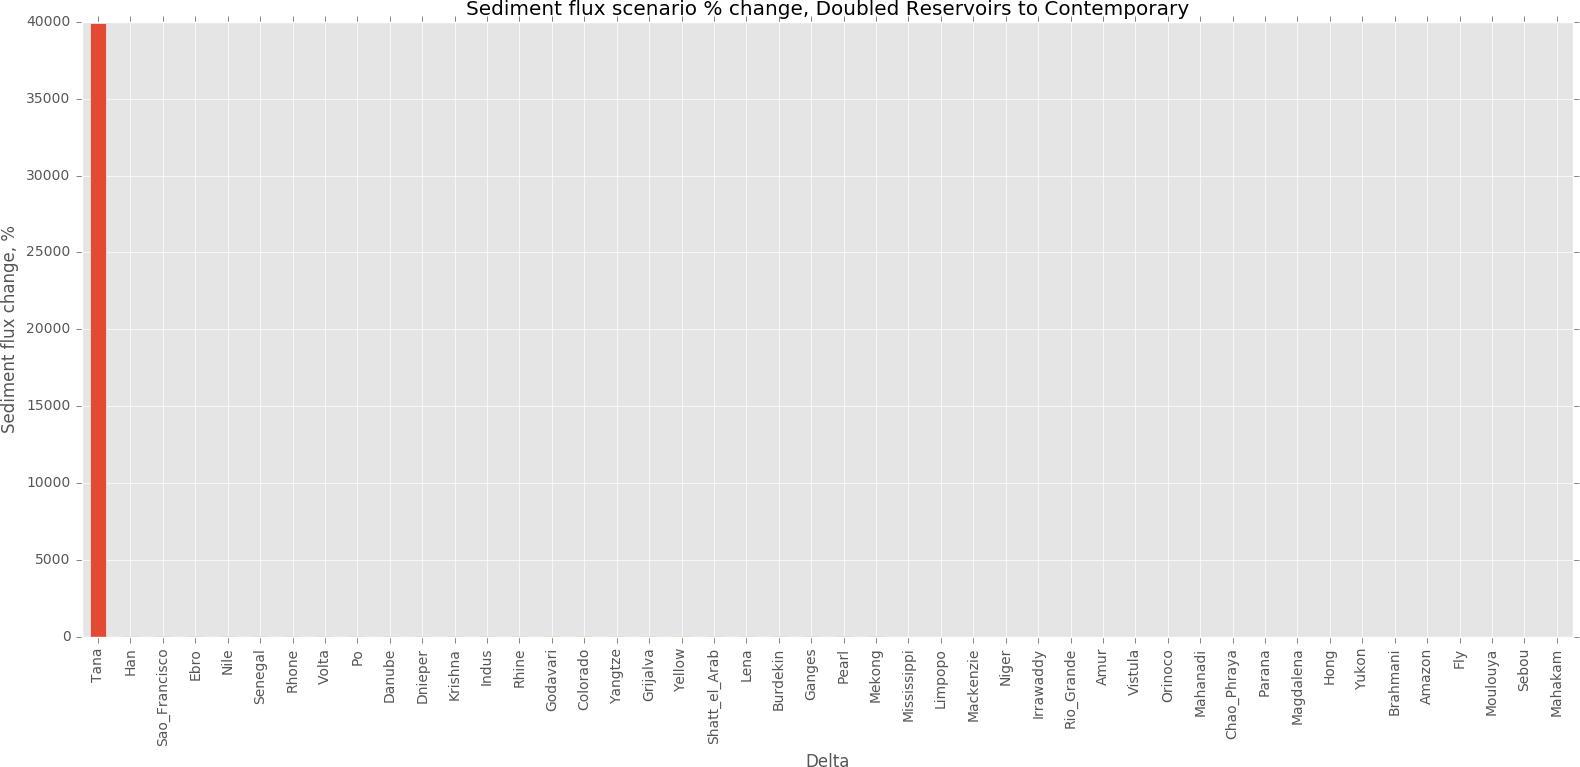 Sediment flux scenario % change, Doubled Reservoirs to Contemporary
Sediment flux change, %
40000
35000
30000
25000
20000
15000
10000
5000
0
Tana
Han
Sao_Francisco
Ebro
Nile
Senegal
Rhone
Volta
Po
Danube
Dnieper
Krishna
Indus
Rhine
Godavari
Colorado
Yangtze
Grijalva
Yellow
Shatt_el_Arab
Lena
Burdekin
Ganges
Pearl
Mekong
Mississippi
Limpopo
Mackenzie
Niger
Irrawaddy
Rio_Grande
Amur
Vistula
Orinoco
Mahanadi
Chao_Phraya
Parana
Magdalena
Hong
Yukon
Brahmani
Amazon
Fly
Moulouya
Sebou
Mahakam
Delta